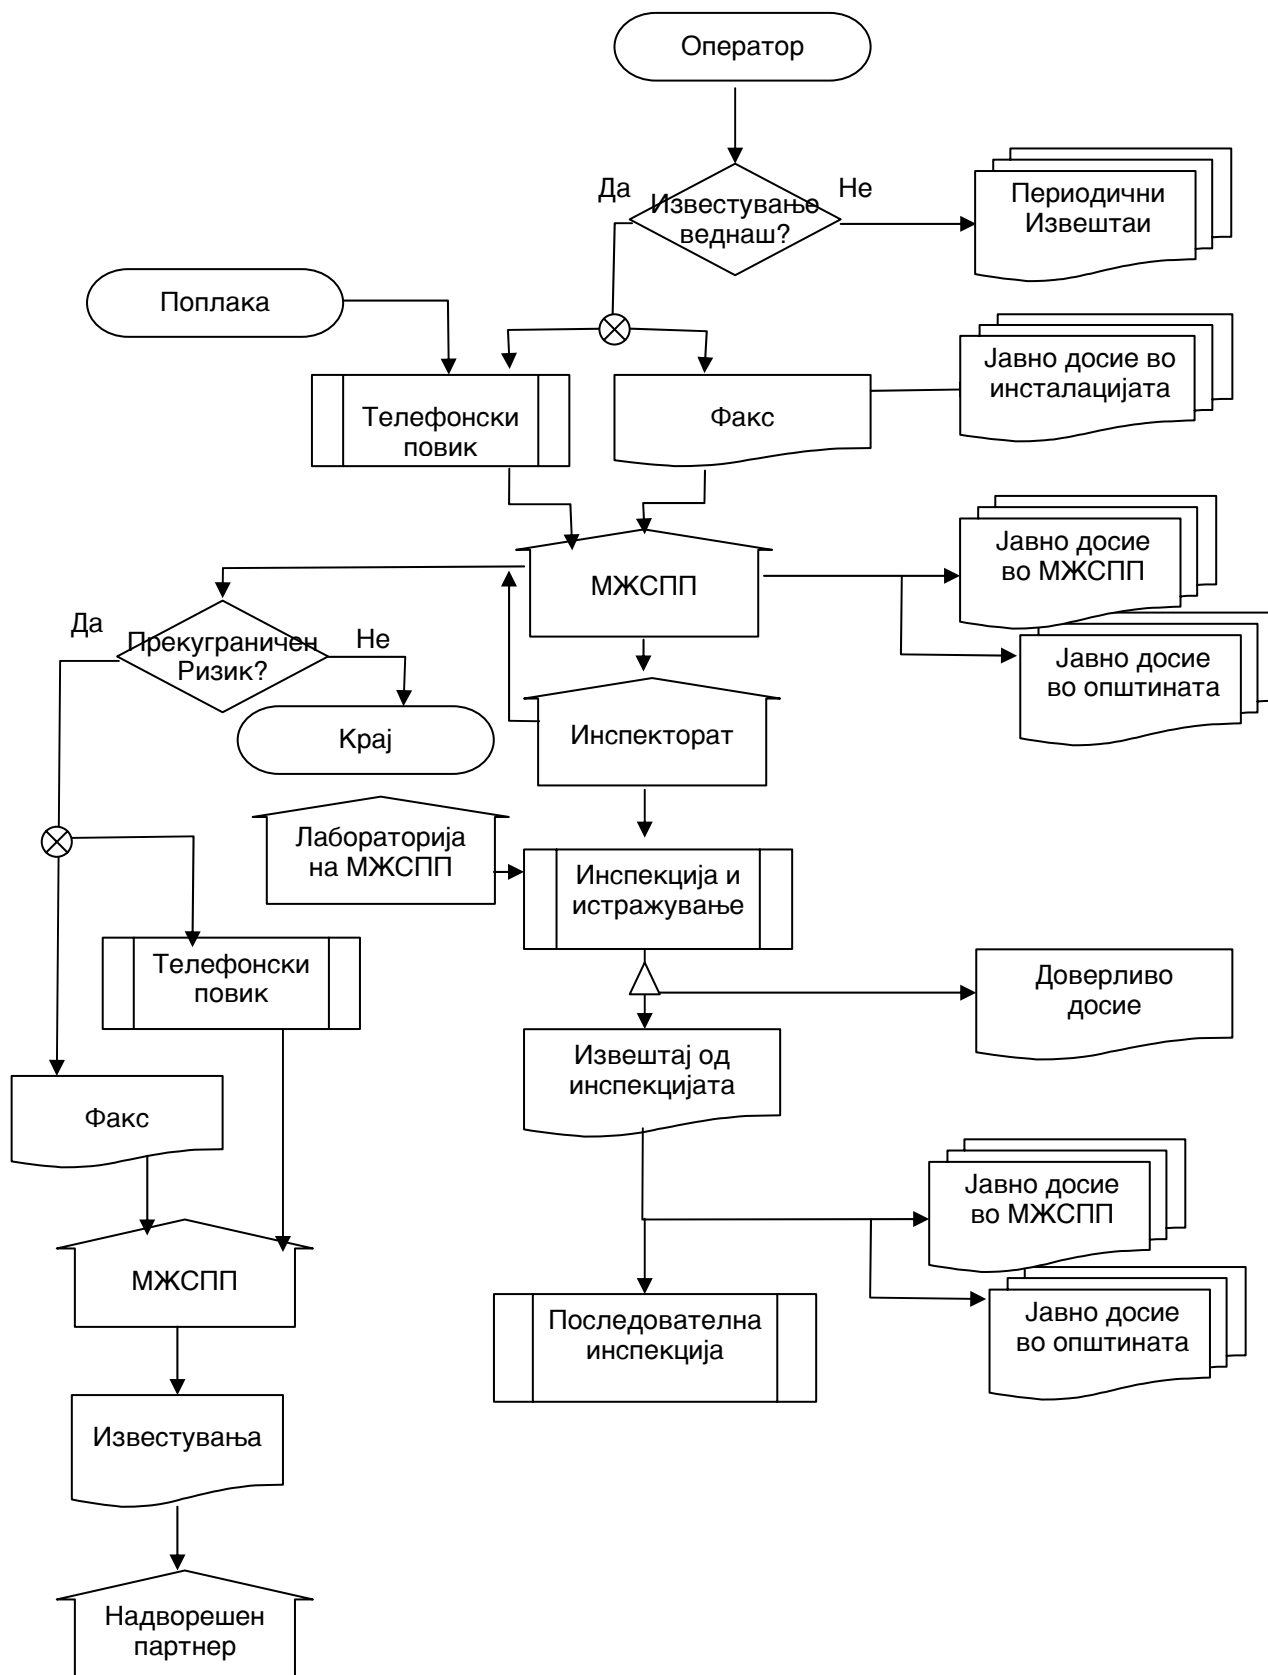 Оператор
Да
Не
Известување
веднаш?
Периодични
Извештаи
Поплака
Јавно досие во
инсталацијата
Телефонски
повик
Факс
Јавно досие
во МЖСПП
МЖСПП
Да
Прекуграничен
Ризик?
Не
Јавно досие
во општината
Крај
Инспекторат
Лабораторија
на МЖСПП
Инспекција и
истражување
Телефонски
повик
Доверливо
досие
Извештај од
инспекцијата
Факс
Јавно досие
во МЖСПП
МЖСПП
Последователна
инспекција
Јавно досие
во општината
Известувања
Надворешен
партнер